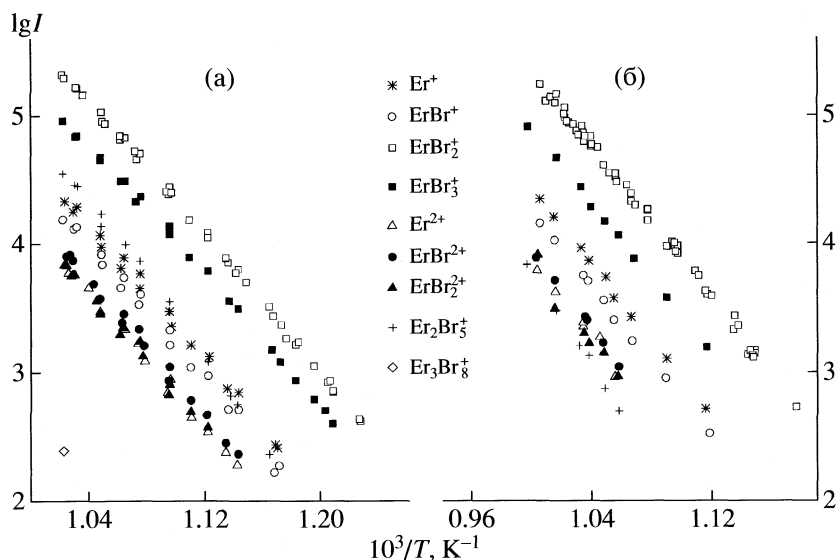 lgI
(а)
(б)
5
4
3
2
5
4
3
2
Er⁺
ErBr⁺
ErBr₂⁺
ErBr₃⁺
Er²⁺
ErBr²⁺
ErBr₂²⁺
Er₂Br₅⁺
Er₃Br₈⁺
1.04 1.12 1.20 0.96 1.04 1.12
10³/T, K⁻¹